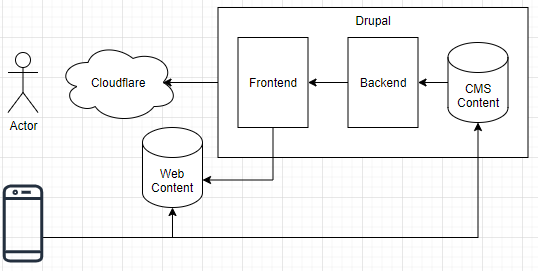 Drupal
Cloudflare
Frontend
Backend
CMS
Content
Actor
Web
Content